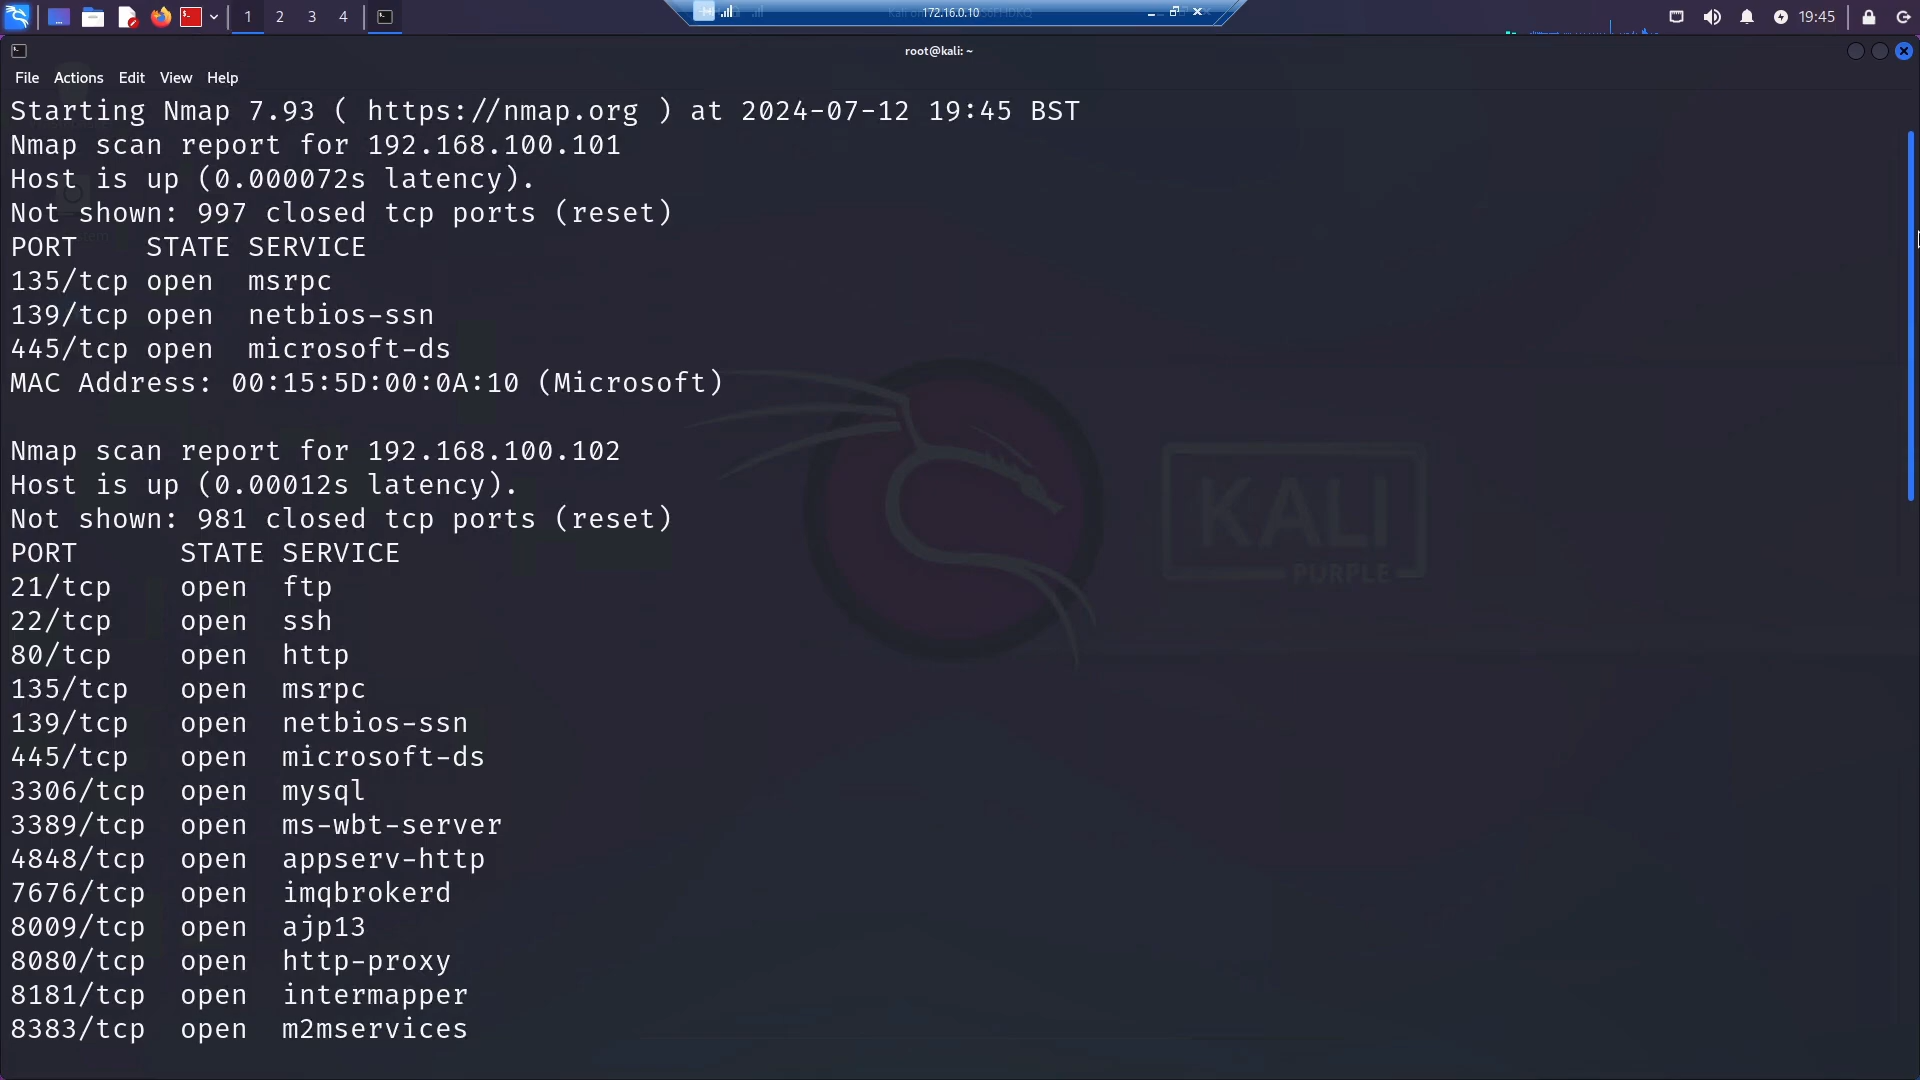 1 2 3 4
172.16.0.10
19:45
root@kali: ~
File Actions Edit View Help
Starting Nmap 7.93 ( https://nmap.org ) at 2024-07-12 19:45 BST
Nmap scan report for 192.168.100.101
Host is up (0.000072s latency).
Not shown: 997 closed tcp ports (reset)
PORT    STATE SERVICE
135/tcp open  msrpc
139/tcp open  netbios-ssn
445/tcp open  microsoft-ds
MAC Address: 00:15:5D:00:0A:10 (Microsoft)
Nmap scan report for 192.168.100.102
Host is up (0.00012s latency).
Not shown: 981 closed tcp ports (reset)
PORT      STATE SERVICE
21/tcp    open  ftp
22/tcp    open  ssh
80/tcp    open  http
135/tcp   open  msrpc
139/tcp   open  netbios-ssn
445/tcp   open  microsoft-ds
3306/tcp  open  mysql
3389/tcp  open  ms-wbt-server
4848/tcp  open  appserv-http
7676/tcp  open  imqbrokerd
8009/tcp  open  ajp13
8080/tcp  open  http-proxy
8181/tcp  open  intermapper
8383/tcp  open  m2mservices
KALI
PURPLE